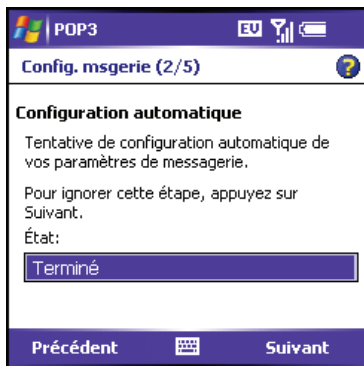 POP3
EU
Config. msgerie (2/5)
?
Configuration automatique
Tentative de configuration automatique de
vos paramètres de messagerie.
Pour ignorer cette étape, appuyez sur
Suivant.
État:
Terminé
Précédent
Suivant